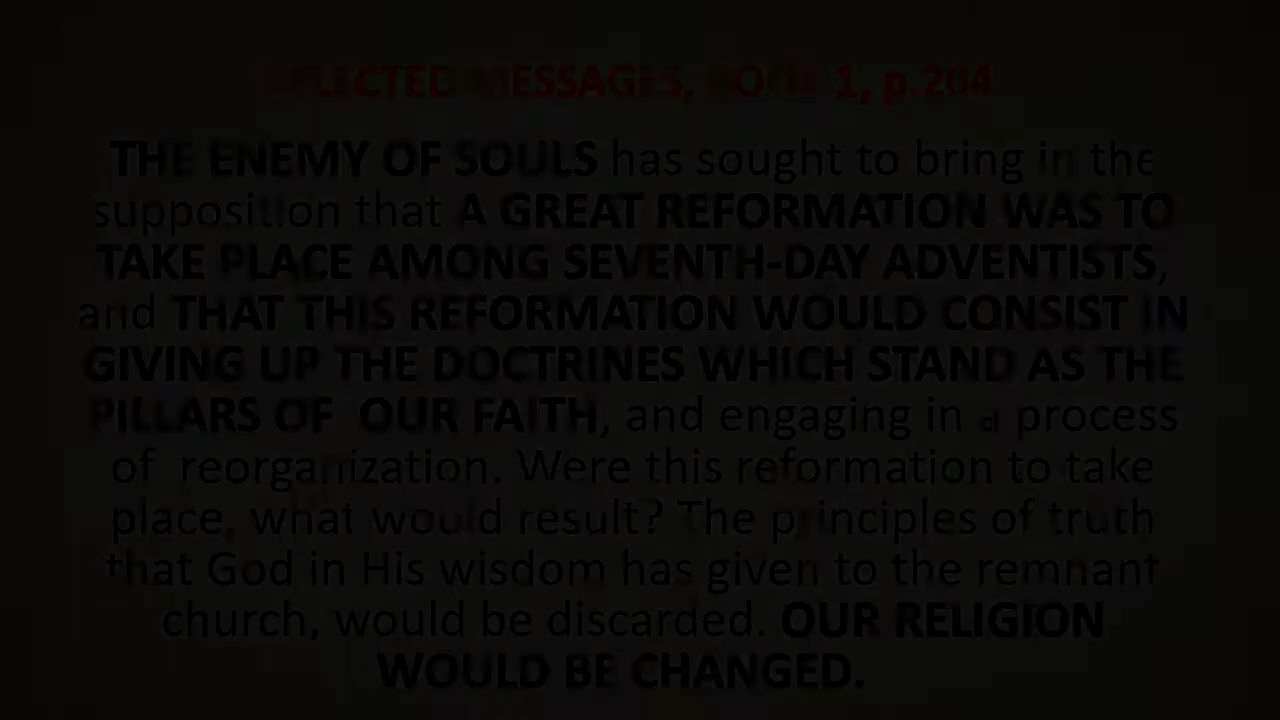 SELECTED MESSAGES, BOOK 1, p.204
THE ENEMY OF SOULS has sought to bring in the
supposition that A GREAT REFORMATION WAS TO
TAKE PLACE AMONG SEVENTH-DAY ADVENTISTS,
and THAT THIS REFORMATION WOULD CONSIST IN
GIVING UP THE DOCTRINES WHICH STAND AS THE
PILLARS OF OUR FAITH, and engaging in a process
of reorganization. Were this reformation to take
place, what would result? The principles of truth
that God in His wisdom has given to the remnant
church, would be discarded. OUR RELIGION
WOULD BE CHANGED.